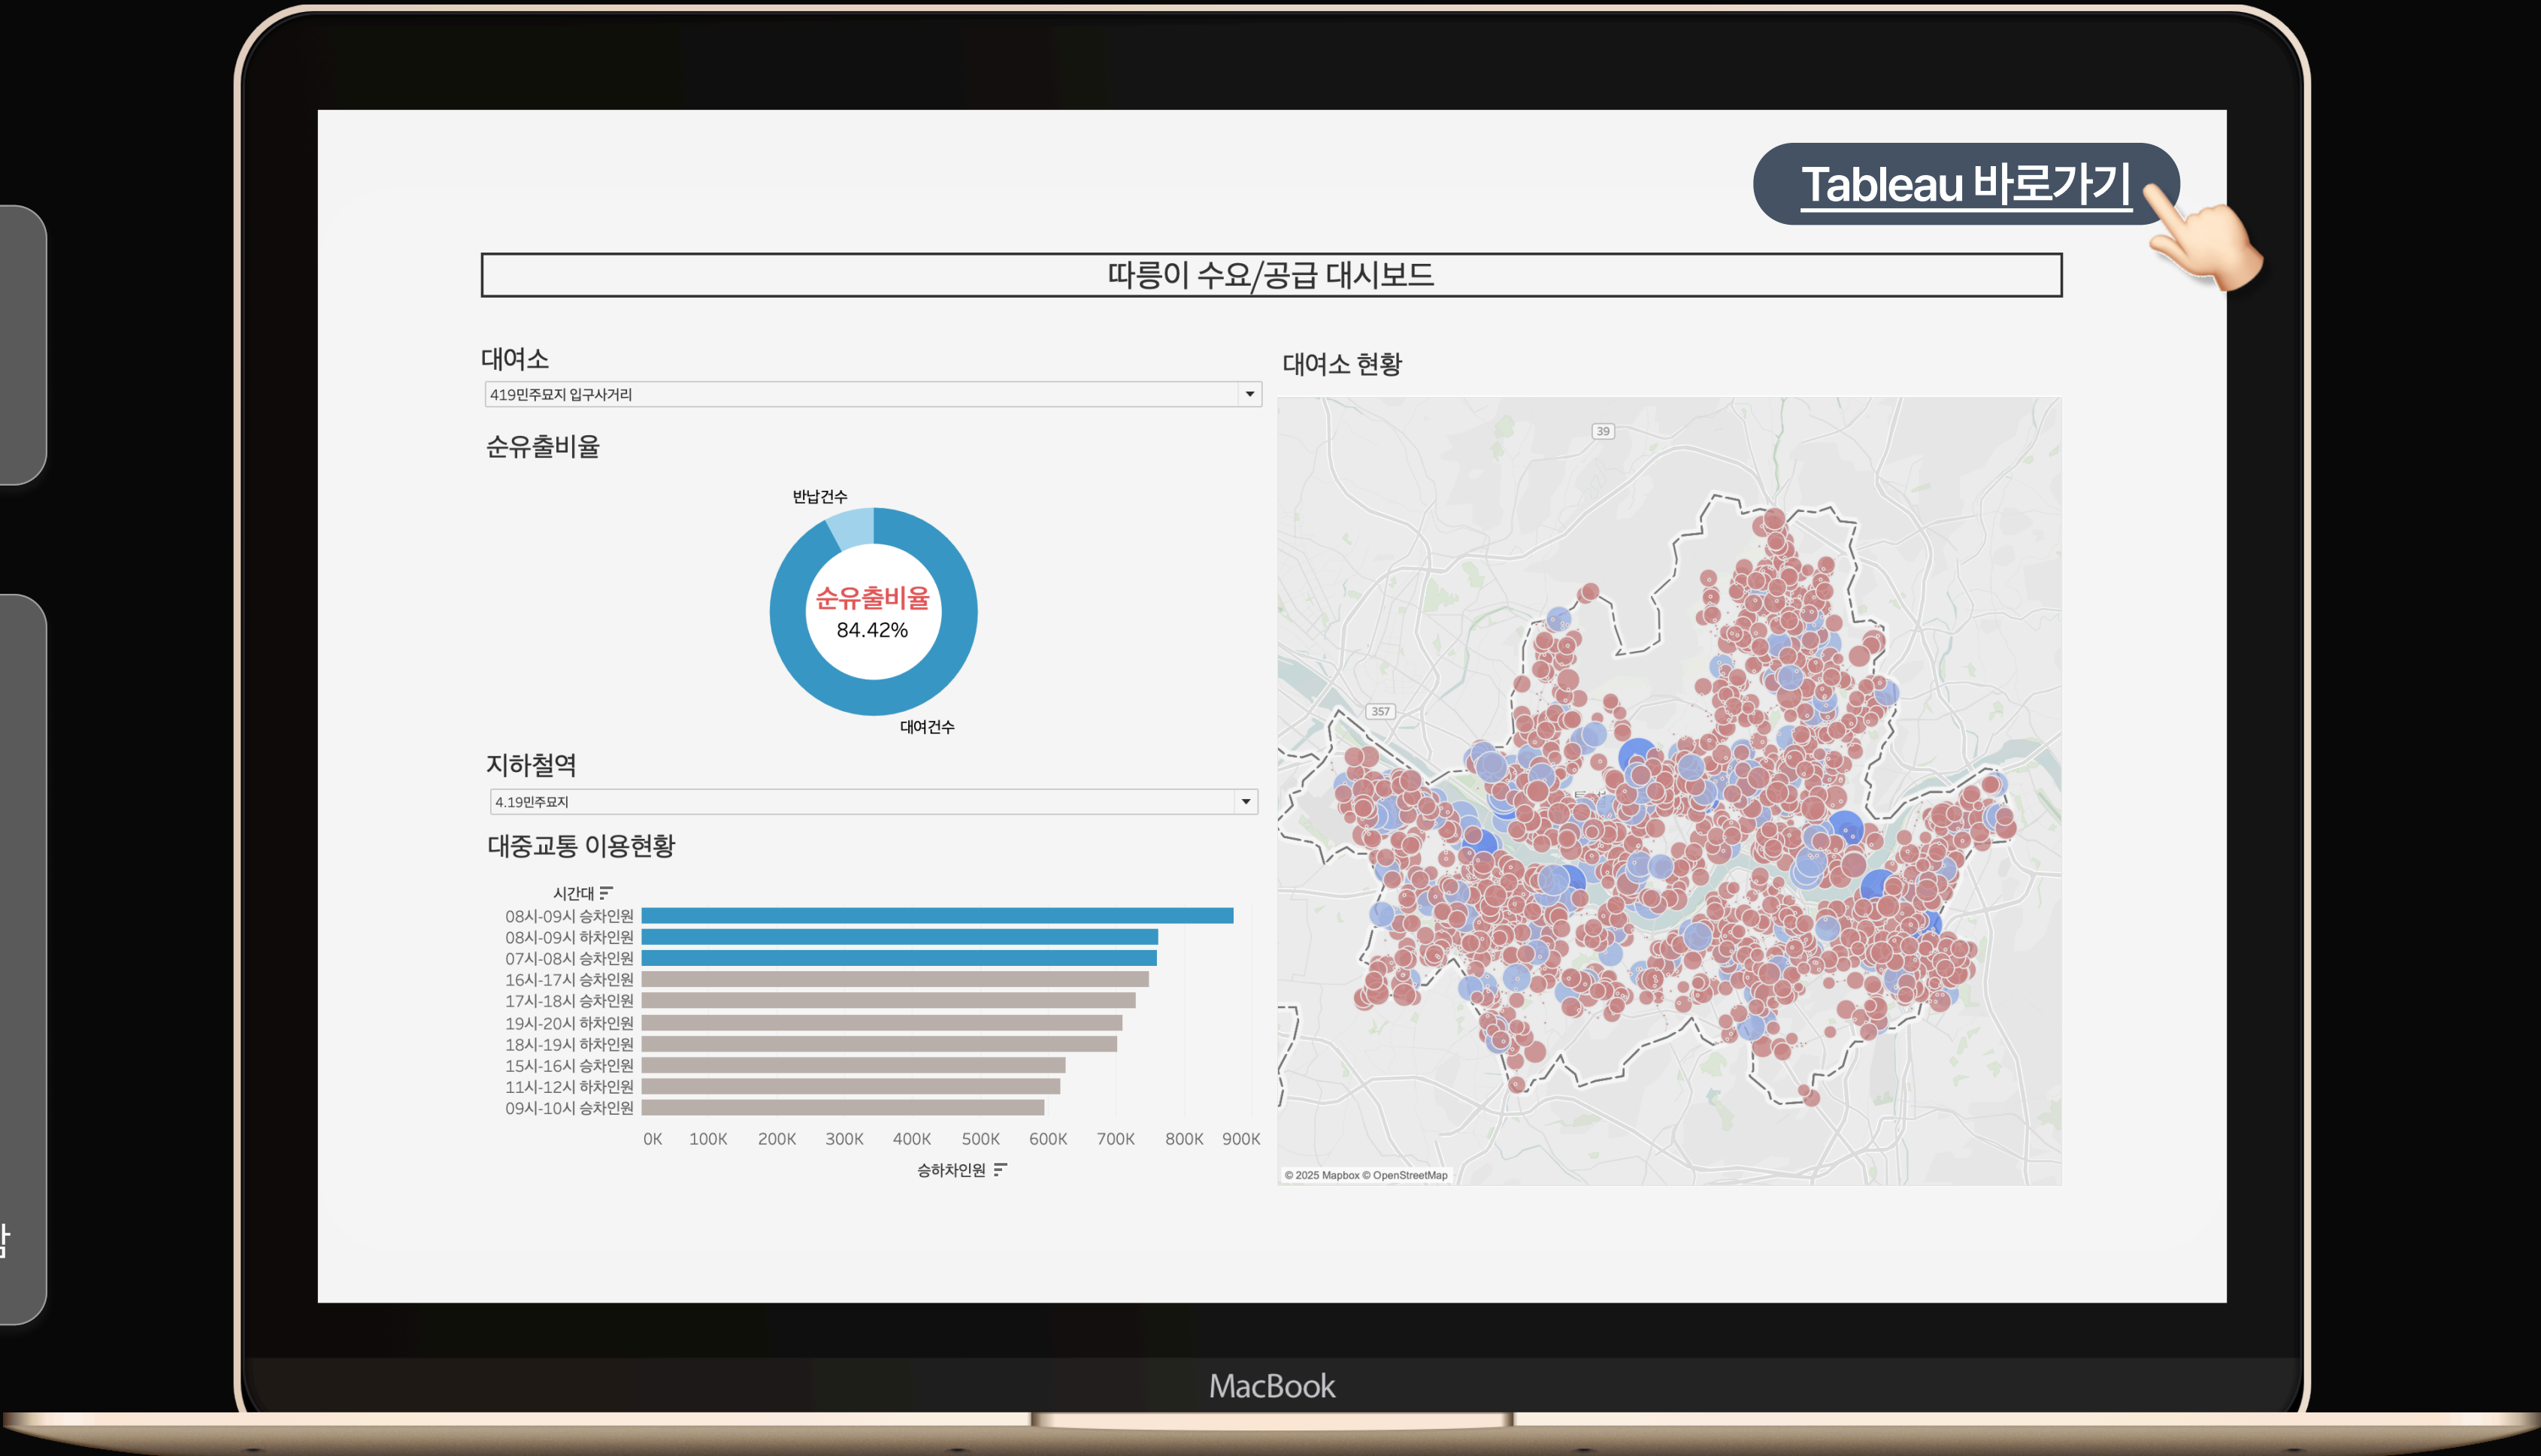 Tableau 바로가기
따릉이 수요/공급 대시보드
대여소
419민주묘지 입구사거리
순유출비율
반납건수
순유출비율
84.42%
대여건수
지하철역
4.19민주묘지
대중교통 이용현황
시간대
08시-09시 승차인원
08시-09시 하차인원
07시-08시 승차인원
16시-17시 승차인원
17시-18시 승차인원
19시-20시 하차인원
18시-19시 하차인원
15시-16시 승차인원
11시-12시 하차인원
09시-10시 승차인원
0K 100K 200K 300K 400K 500K 600K 700K 800K 900K
승하차인원
대여소 현황
39
357
© 2025 Mapbox © OpenStreetMap
MacBook